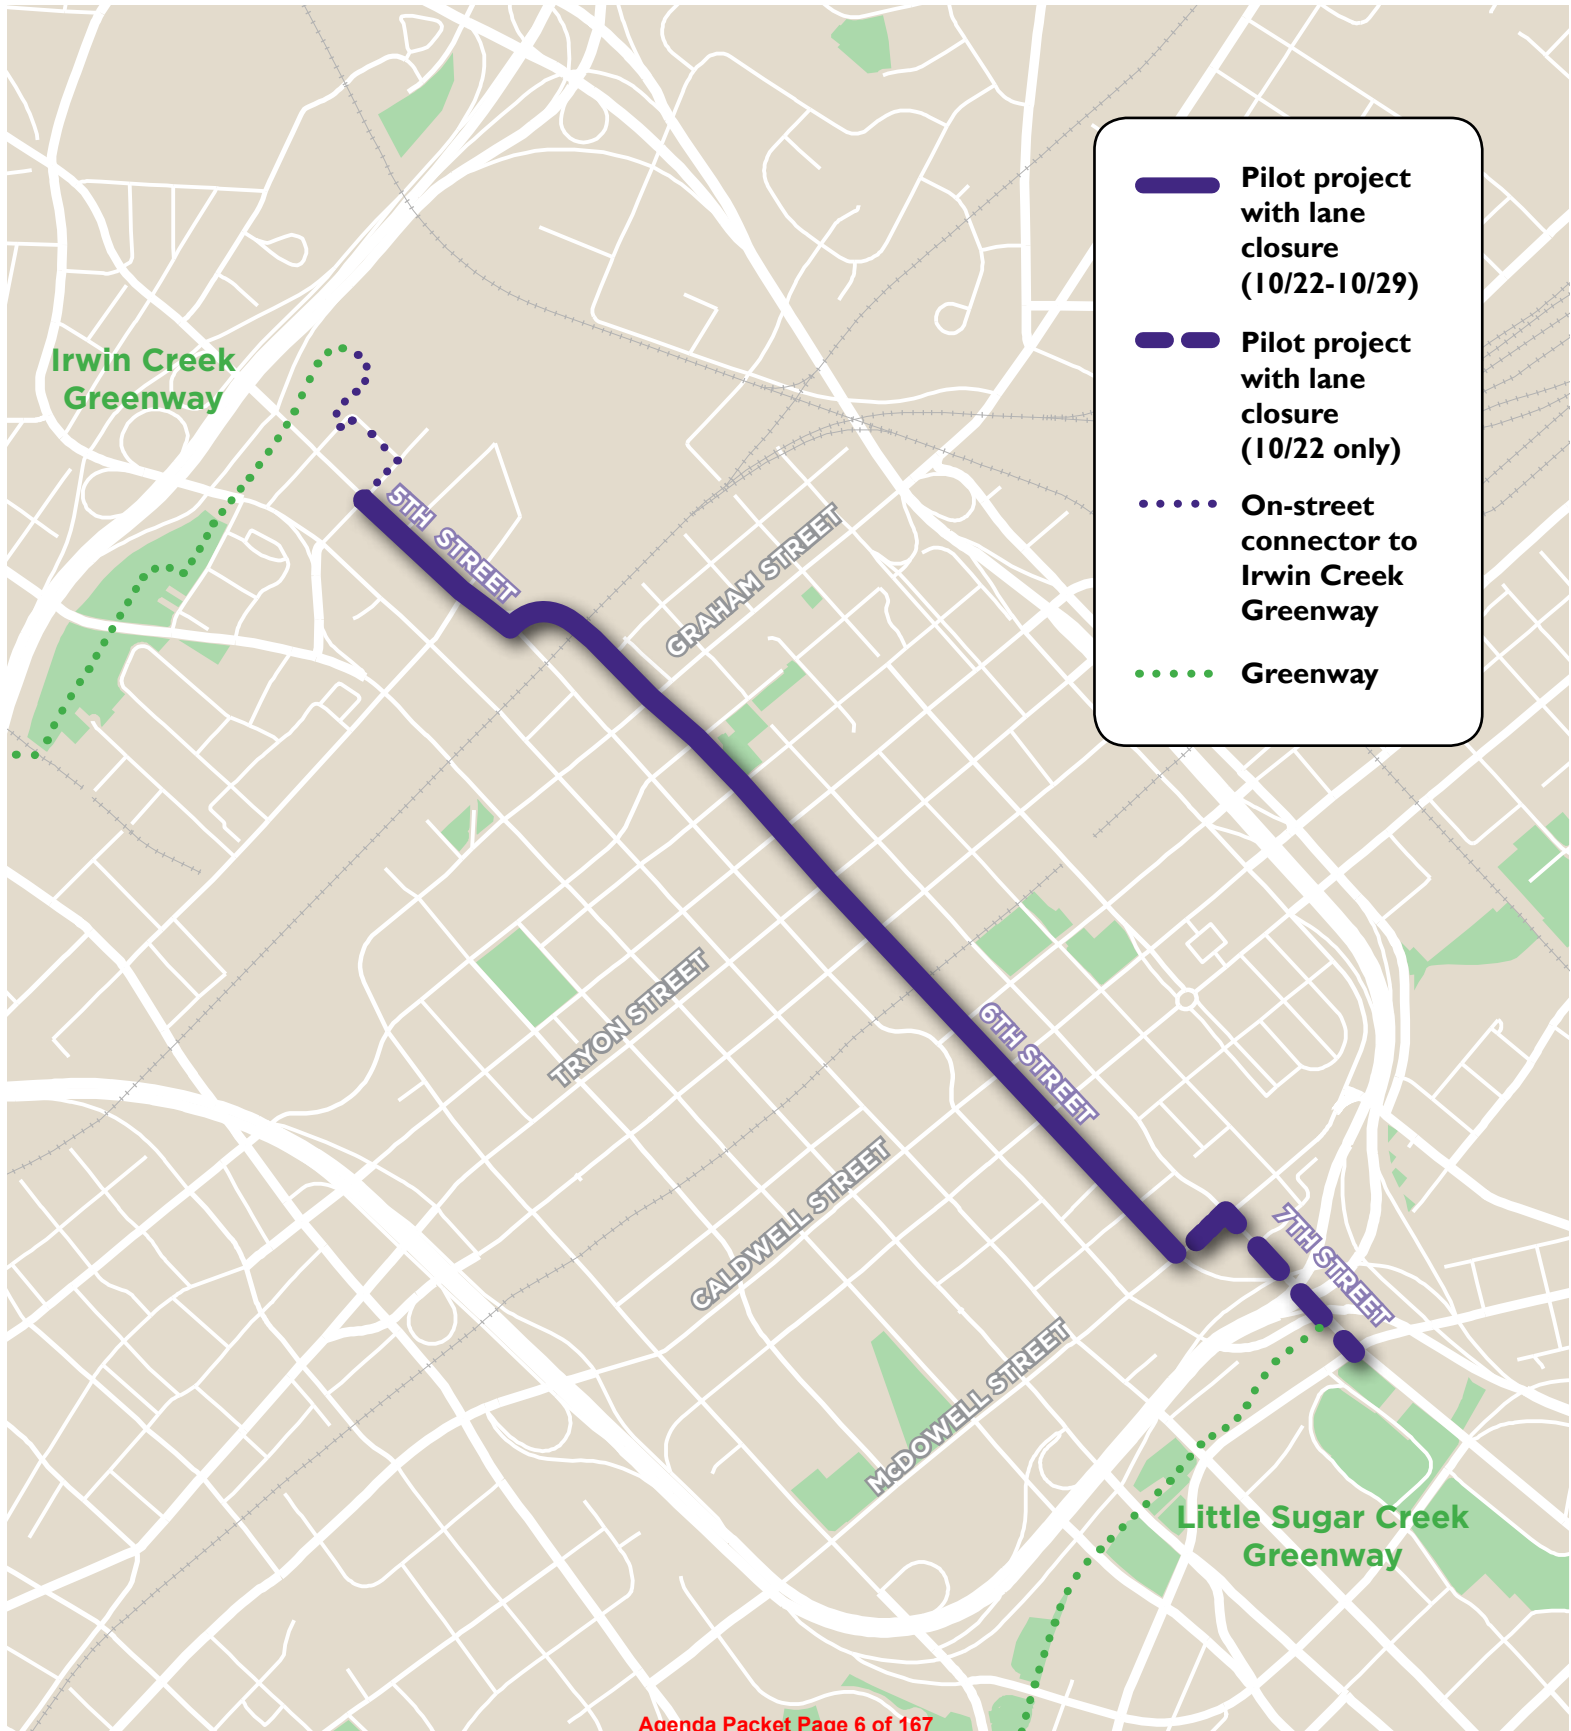 Pilot project
with lane
closure
(10/22-10/29)
Pilot project
with lane
closure
(10/22 only)
On-street
connector to
Irwin Creek
Greenway
Greenway
Irwin Creek
Greenway
5TH STREET
GRAHAM STREET
TRYON STREET
6TH STREET
CALDWELL STREET
7TH STREET
McDOWELL STREET
Little Sugar Creek
Greenway
Agenda Packet Page 6 of 167